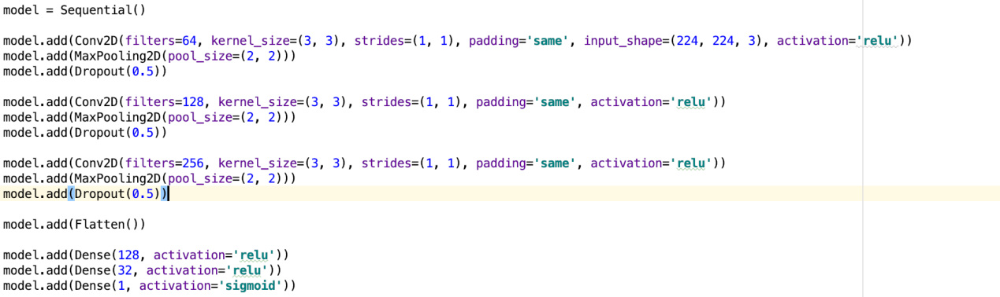 model = Sequential()
model.add(Conv2D(filters=64, kernel_size=(3, 3), strides=(1, 1), padding='same', input_shape=(224, 224, 3), activation='relu'))
model.add(MaxPooling2D(pool_size=(2, 2)))
model.add(Dropout(0.5))
model.add(Conv2D(filters=128, kernel_size=(3, 3), strides=(1, 1), padding='same', activation='relu'))
model.add(MaxPooling2D(pool_size=(2, 2)))
model.add(Dropout(0.5))
model.add(Conv2D(filters=256, kernel_size=(3, 3), strides=(1, 1), padding='same', activation='relu'))
model.add(MaxPooling2D(pool_size=(2, 2)))
model.add(Dropout(0.5))
model.add(Flatten())
model.add(Dense(128, activation='relu'))
model.add(Dense(32, activation='relu'))
model.add(Dense(1, activation='sigmoid'))